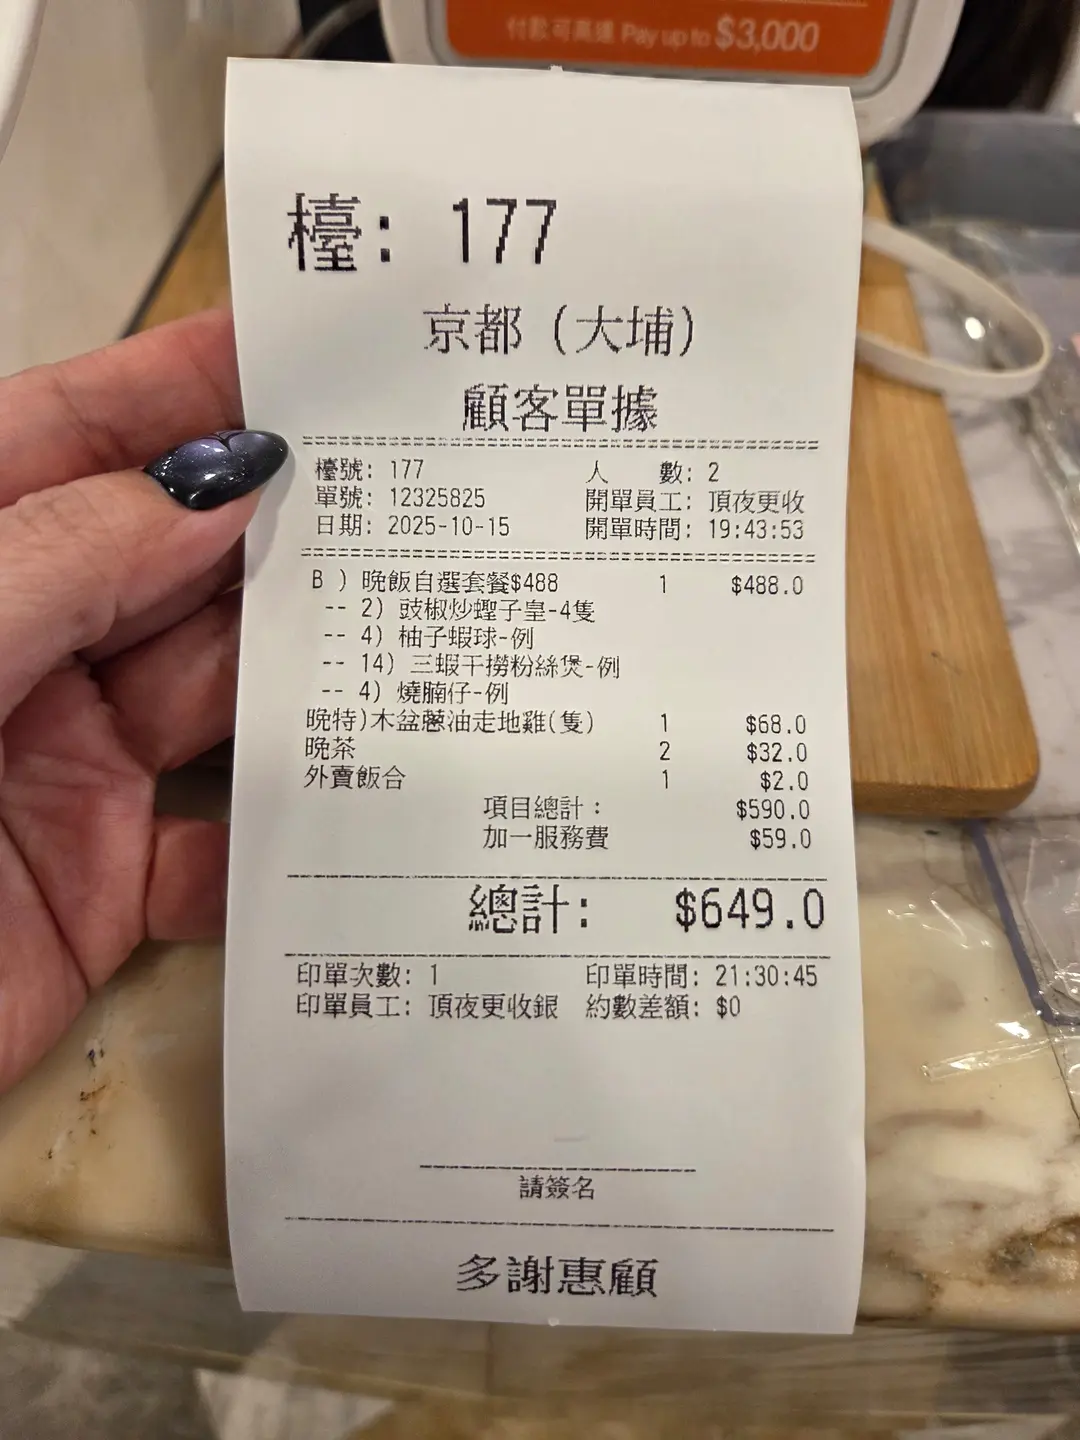 付款可高達 Pay up to $3,000
檯: 177
京都（大埔）
顧客單據
檯號: 177 人 數: 2
單號: 12325825 開單員工: 頂夜更收
日期: 2025-10-15 開單時間: 19:43:53
B ) 晚飯自選套餐$488 1 $488.0
-- 2) 豉椒炒蟶子皇-4隻
-- 4) 柚子蝦球-例
-- 14) 三蝦干撈粉絲煲-例
-- 4) 燒腩仔-例
晚特)木盆蔥油走地雞(隻) 1 $68.0
晚茶 2 $32.0
外賣飯合 1 $2.0
項目總計: $590.0
加一服務費 $59.0
總計: $649.0
印單次數: 1 印單時間: 21:30:45
印單員工: 頂夜更收銀 約數差額: $0
請簽名
多謝惠顧